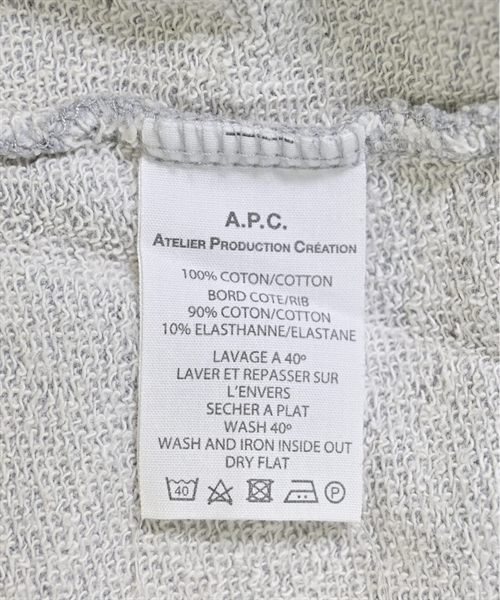 A.P.C.
ATELIER PRODUCTION CRÉATION
100% COTON/COTTON
BORD COTE/RIB
90% COTON/COTTON
10% ELASTHANNE/ELASTANE
LAVAGE A 40º
LAVER ET REPASSER SUR
L'ENVERS
SECHER A PLAT
WASH 40º
WASH AND IRON INSIDE OUT
DRY FLAT
40 P